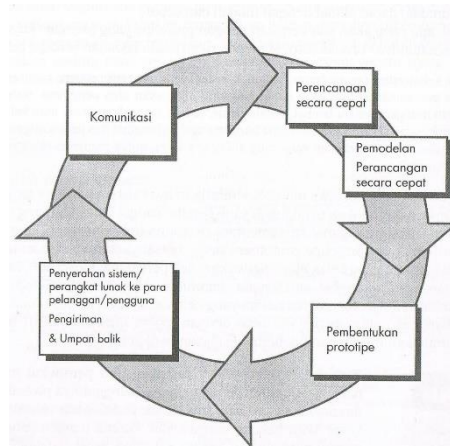 Komunikasi
Perencanaan
secara cepat
Pemodelan
Perancangan
secara cepat
Pembentukan
prototipe
Penyerahan sistem/
perangkat lunak ke para
pelanggan/pengguna
Pengiriman
& Umpan balik